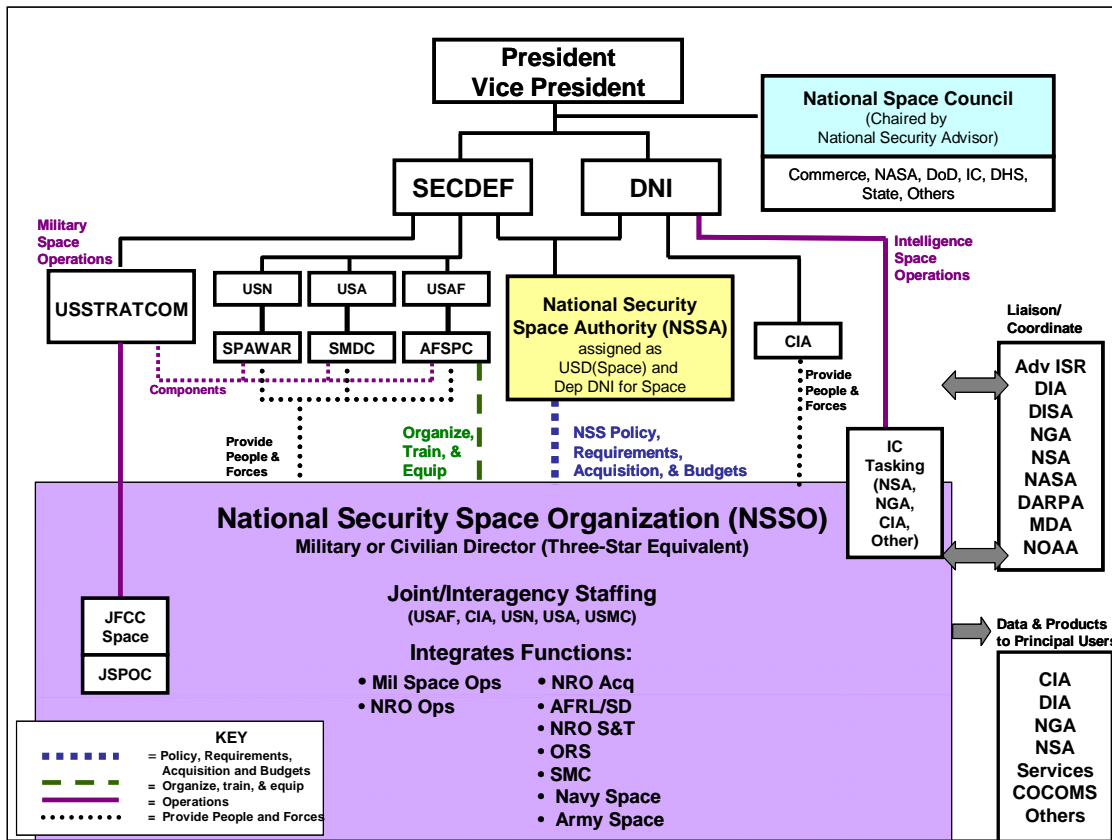 President
Vice President
National Space Council
(Chaired by
National Security Advisor)
Commerce, NASA, DoD, IC, DHS,
State, Others
SECDEF
DNI
Military
Space
Operations
Intelligence
Space
Operations
USSTRATCOM
USN
USA
USAF
SPAWAR
SMDC
AFSPC
National Security
Space Authority (NSSA)
assigned as
USD(Space) and
Dep DNI for Space
CIA
Components
Provide
People &
Forces
Organize,
Train, &
Equip
NSS Policy,
Requirements,
Acquisition, & Budgets
Provide
People &
Forces
IC
Tasking
(NSA,
NGA,
CIA,
Other)
Liaison/
Coordinate
Adv ISR
DIA
DISA
NGA
NSA
NASA
DARPA
MDA
NOAA
National Security Space Organization (NSSO)
Military or Civilian Director (Three-Star Equivalent)
Joint/Interagency Staffing
(USAF, CIA, USN, USA, USMC)
Integrates Functions:
• Mil Space Ops
• NRO Ops
• NRO Acq
• AFRL/SD
• NRO S&T
• ORS
• SMC
• Navy Space
• Army Space
JFCC
Space
JSPOC
Data & Products
to Principal Users
CIA
DIA
NGA
NSA
Services
COCOMS
Others
KEY
= Policy, Requirements,
Acquisition and Budgets
= Organize, train, & equip
= Operations
= Provide People and Forces